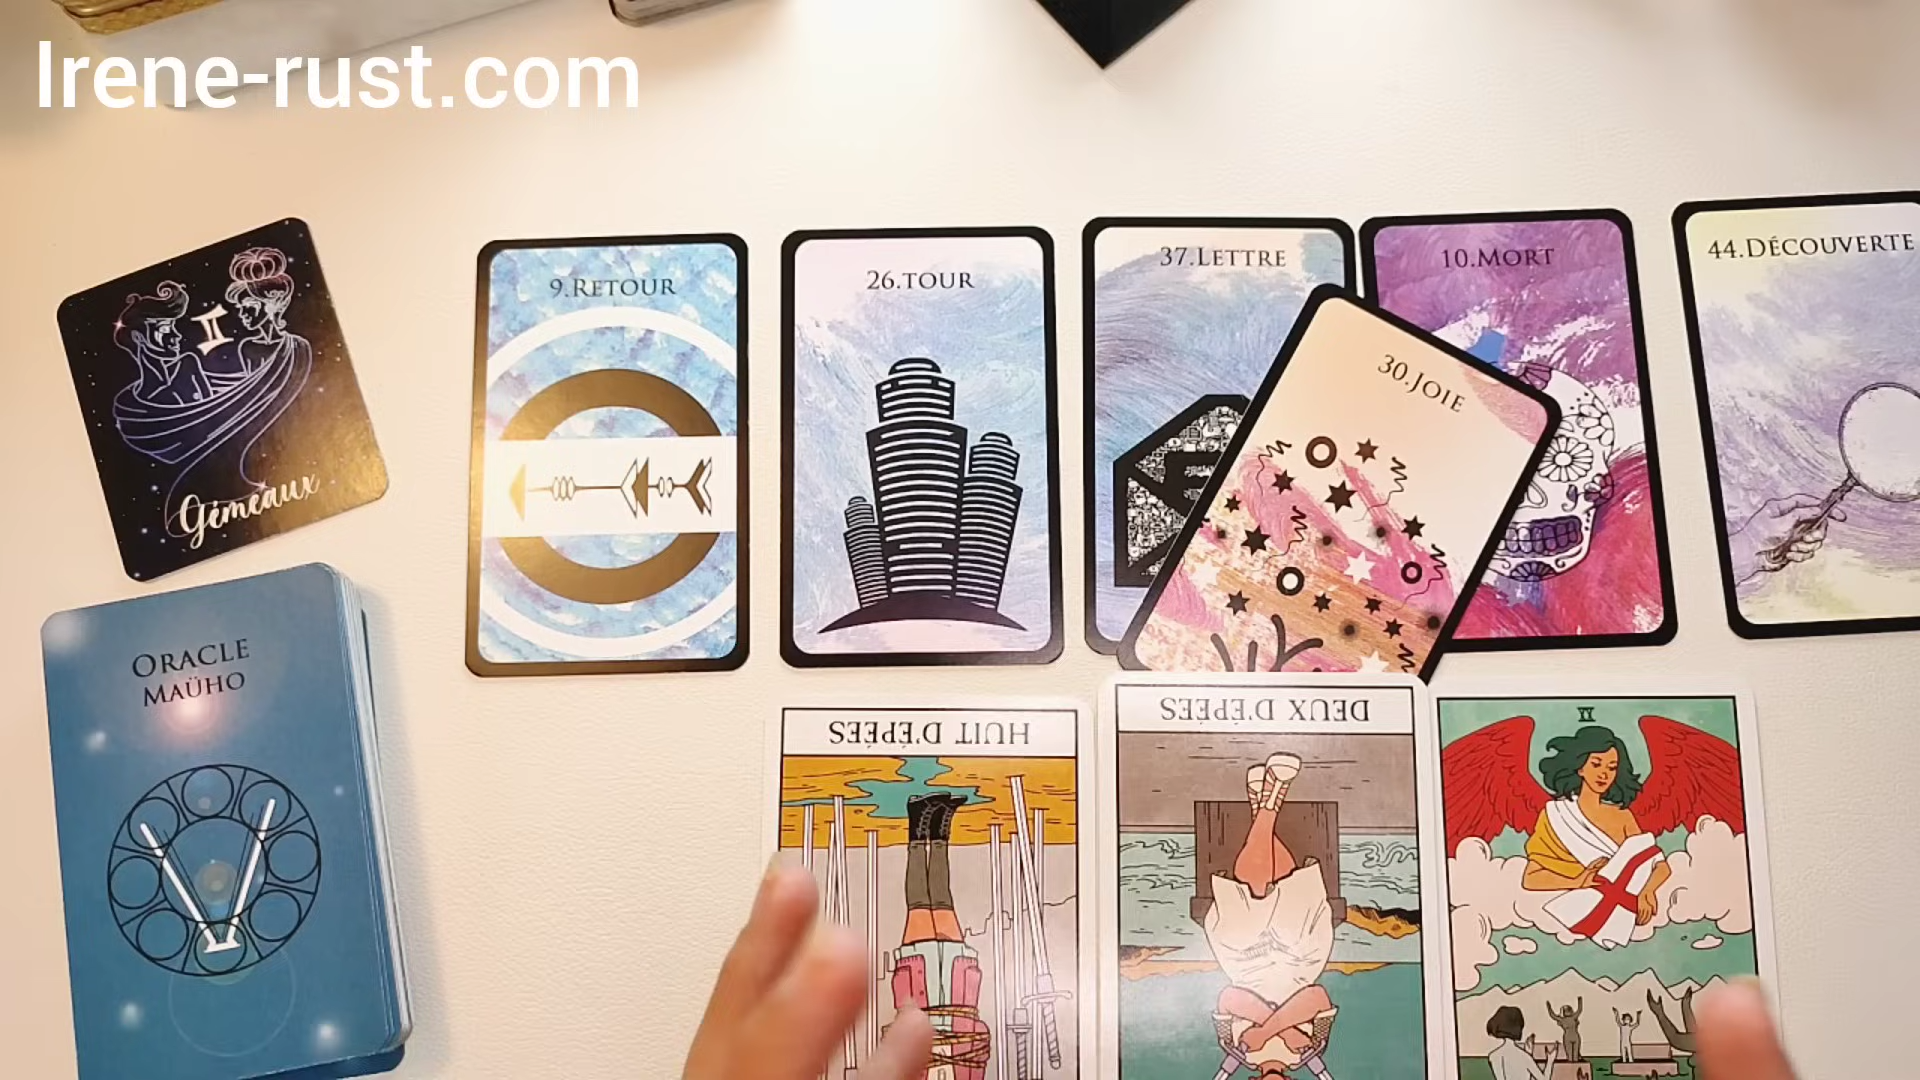 Irene-rust.com
9.RETOUR
26.TOUR
37.LETTRE
10.MORT
44.DÉCOUVERTE
30.JOIE
Gémeaux
ORACLE
MAÜHO
HUIT D'ÉPÉES
DEUX D'ÉPÉES